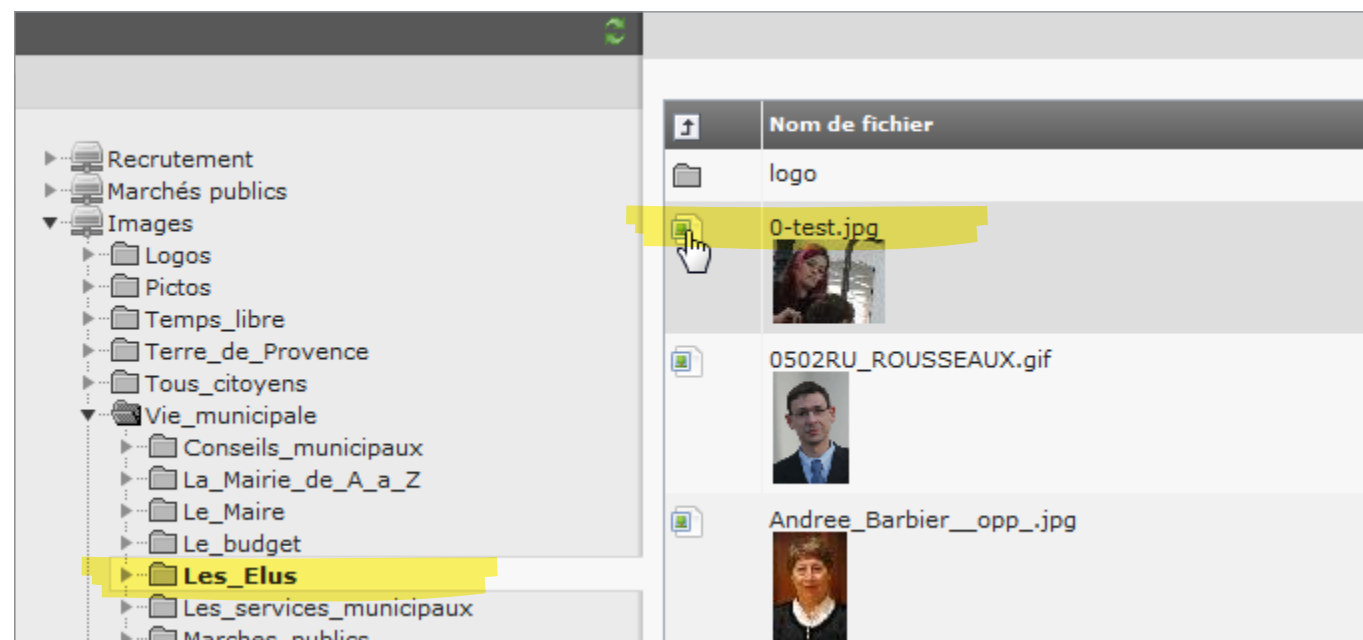 Recrutement
Marchés publics
Images
Logos
Pictos
Temps_libre
Terre_de_Provence
Tous_citoyens
Vie_municipale
Conseils_municipaux
La_Mairie_de_A_a_Z
Le_Maire
Le_budget
Les_Elus
Les_services_municipaux
Marches_publics
Nom de fichier
logo
0-test.jpg
0502RU_ROUSSEAUX.gif
Andree_Barbier__opp_.jpg